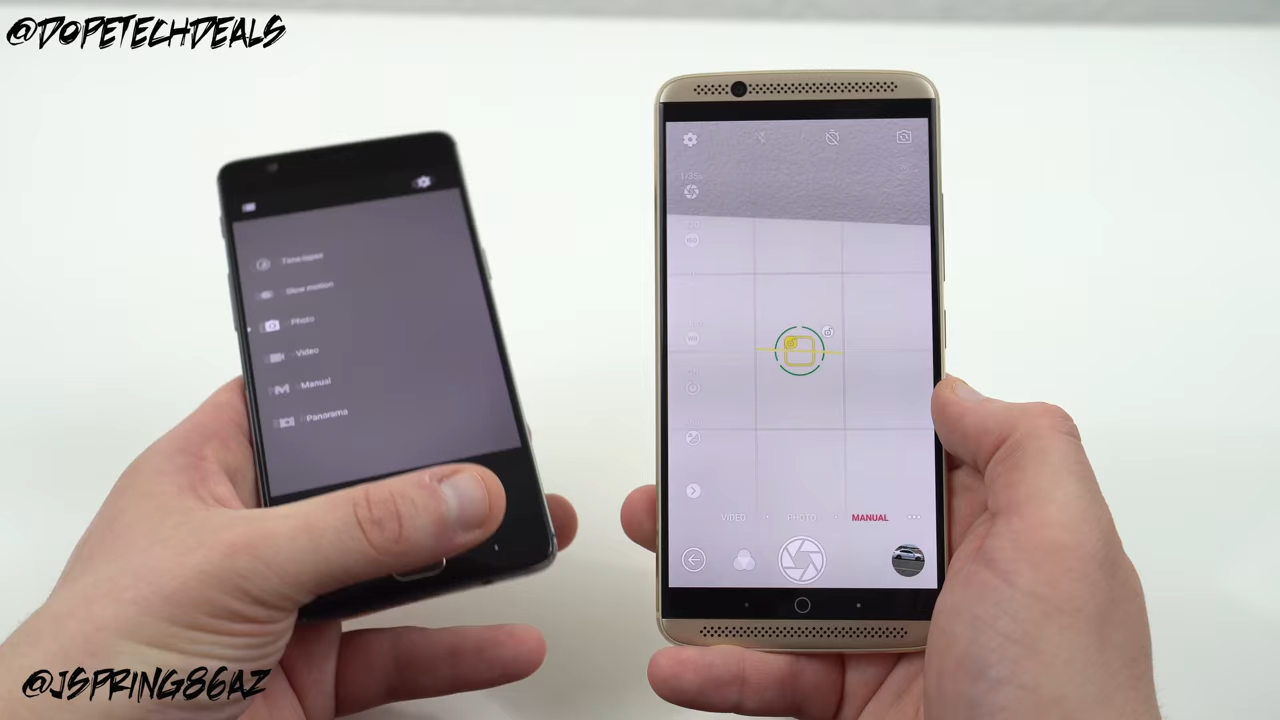 @DOPETECHDEALS
Time-lapse
Slow motion
Photo
Video
Manual
Panorama
VIDEO
PHOTO
MANUAL
@JSPRING86AZ